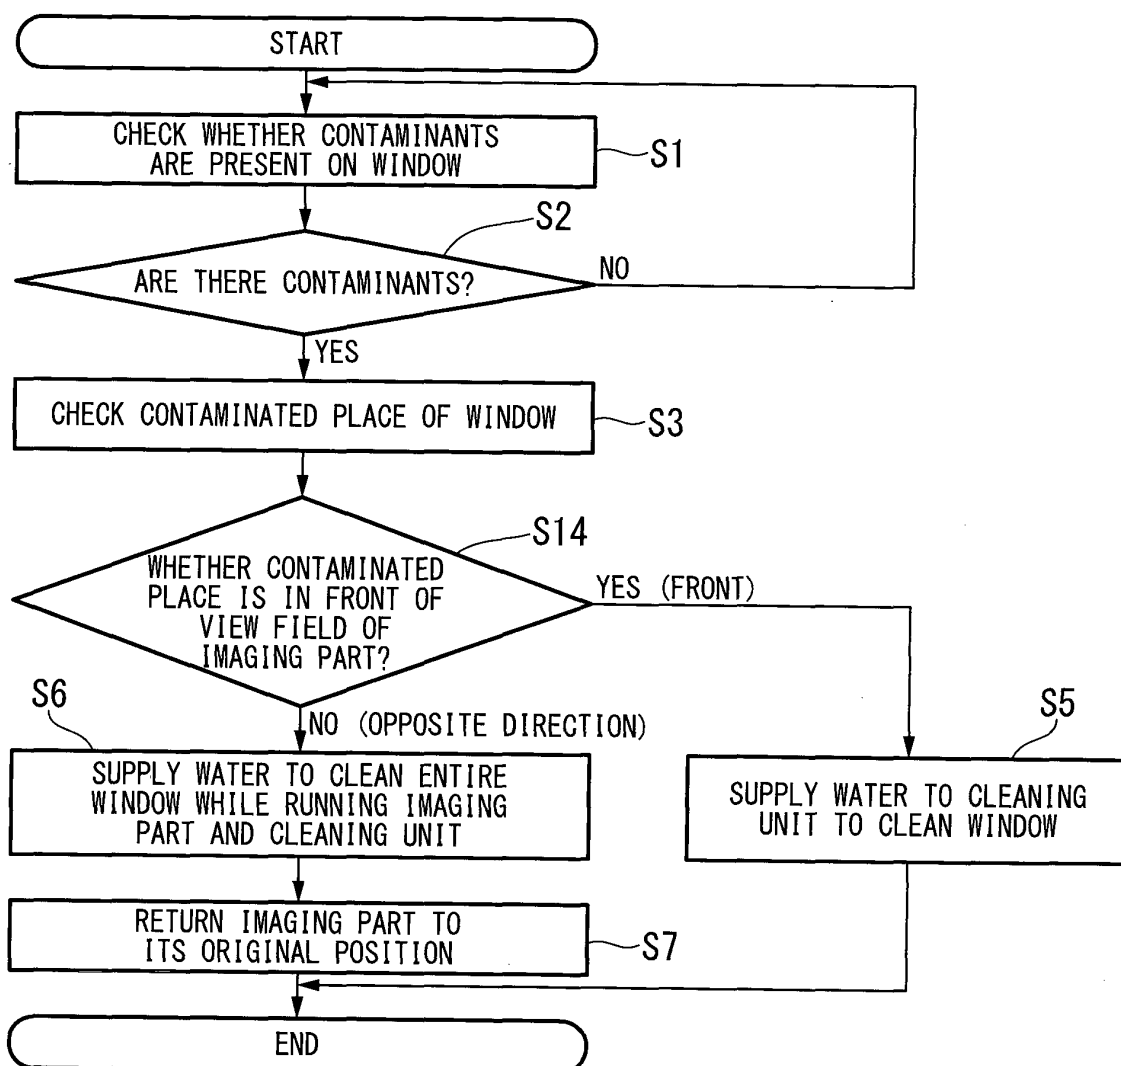 START
CHECK WHETHER CONTAMINANTS
ARE PRESENT ON WINDOW
S1
S2
ARE THERE CONTAMINANTS?
NO
YES
CHECK CONTAMINATED PLACE OF WINDOW
S3
S14
WHETHER CONTAMINATED
PLACE IS IN FRONT OF
VIEW FIELD OF
IMAGING PART?
YES (FRONT)
NO (OPPOSITE DIRECTION)
S6
SUPPLY WATER TO CLEAN ENTIRE
WINDOW WHILE RUNNING IMAGING
PART AND CLEANING UNIT
S5
SUPPLY WATER TO CLEANING
UNIT TO CLEAN WINDOW
RETURN IMAGING PART TO
ITS ORIGINAL POSITION
S7
END